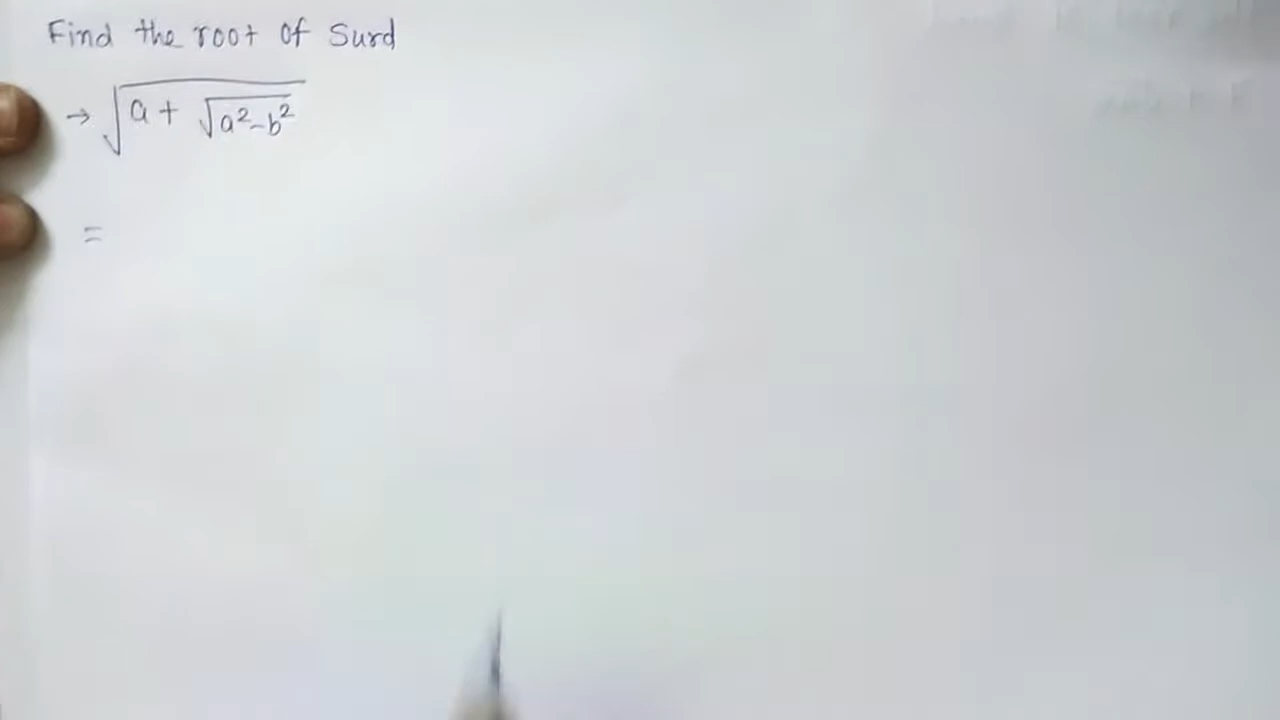 Find the root of Surd
→ √(a + √(a²-b²))
=